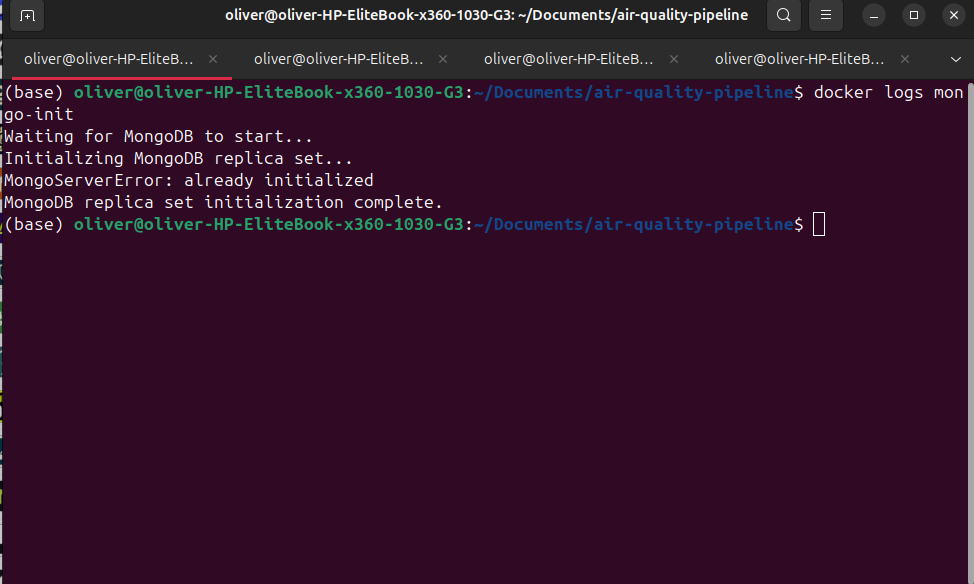 oliver@oliver-HP-EliteBook-x360-1030-G3: ~/Documents/air-quality-pipeline
oliver@oliver-HP-EliteB... × oliver@oliver-HP-EliteB... × oliver@oliver-HP-EliteB... × oliver@oliver-HP-EliteB... ×
(base) oliver@oliver-HP-EliteBook-x360-1030-G3:~/Documents/air-quality-pipeline$ docker logs mon
go-init
Waiting for MongoDB to start...
Initializing MongoDB replica set...
MongoServerError: already initialized
MongoDB replica set initialization complete.
(base) oliver@oliver-HP-EliteBook-x360-1030-G3:~/Documents/air-quality-pipeline$